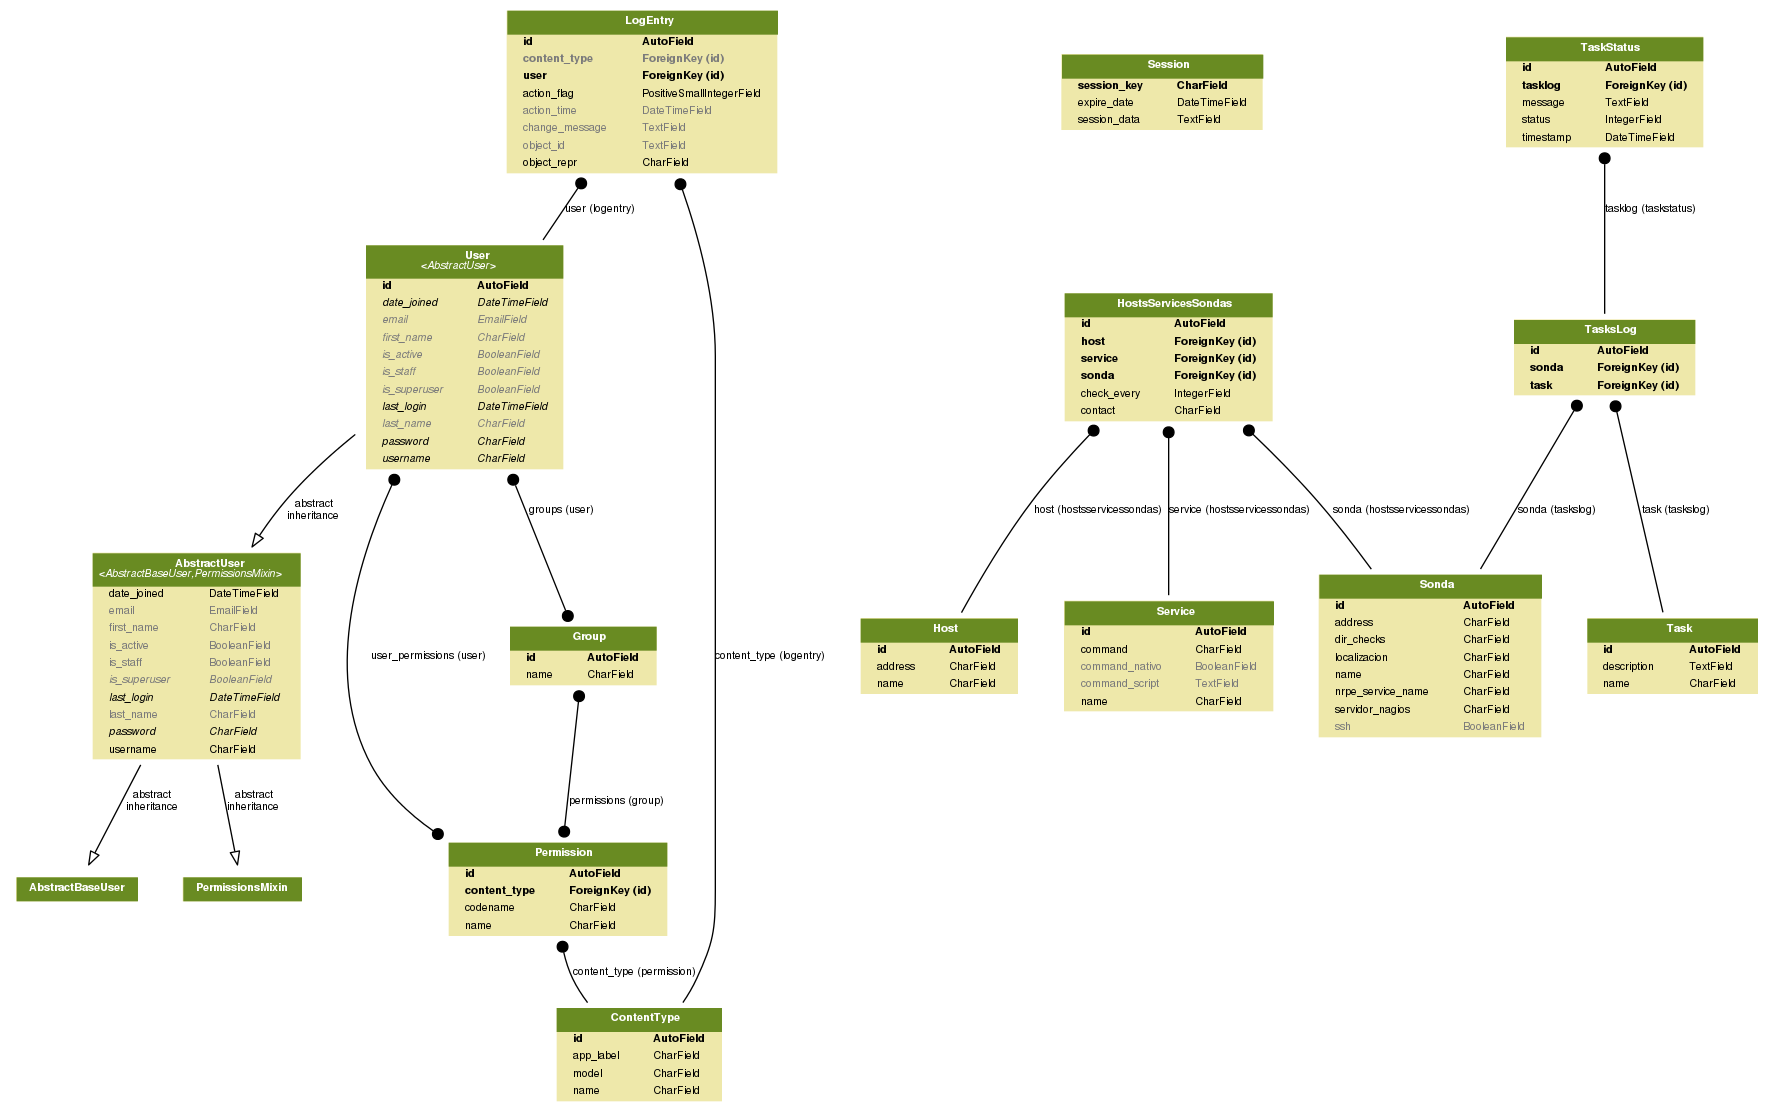 LogEntry
id AutoField
content_type ForeignKey (id)
user ForeignKey (id)
action_flag PositiveSmallIntegerField
action_time DateTimeField
change_message TextField
object_id TextField
object_repr CharField
Session
session_key CharField
expire_date DateTimeField
session_data TextField
TaskStatus
id AutoField
tasklog ForeignKey (id)
message TextField
status IntegerField
timestamp DateTimeField
user (logentry)
tasklog (taskstatus)
User
<AbstractUser>
id AutoField
date_joined DateTimeField
email EmailField
first_name CharField
is_active BooleanField
is_staff BooleanField
is_superuser BooleanField
last_login DateTimeField
last_name CharField
password CharField
username CharField
HostsServicesSondas
id AutoField
host ForeignKey (id)
service ForeignKey (id)
sonda ForeignKey (id)
check_every IntegerField
contact CharField
TasksLog
id AutoField
sonda ForeignKey (id)
task ForeignKey (id)
abstract
inheritance
groups (user)
host (hostsservicessondas)
service (hostsservicessondas)
sonda (hostsservicessondas)
sonda (taskslog)
task (taskslog)
AbstractUser
<AbstractBaseUser,PermissionsMixin>
date_joined DateTimeField
email EmailField
first_name CharField
is_active BooleanField
is_staff BooleanField
is_superuser BooleanField
last_login DateTimeField
last_name CharField
password CharField
username CharField
user_permissions (user)
Group
id AutoField
name CharField
content_type (logentry)
Host
id AutoField
address CharField
name CharField
Service
id AutoField
command CharField
command_nativo BooleanField
command_script TextField
name CharField
Sonda
id AutoField
address CharField
dir_checks CharField
localizacion CharField
name CharField
nrpe_service_name CharField
servidor_nagios CharField
ssh BooleanField
Task
id AutoField
description TextField
name CharField
abstract
inheritance
abstract
inheritance
permissions (group)
AbstractBaseUser
PermissionsMixin
Permission
id AutoField
content_type ForeignKey (id)
codename CharField
name CharField
content_type (permission)
ContentType
id AutoField
app_label CharField
model CharField
name CharField